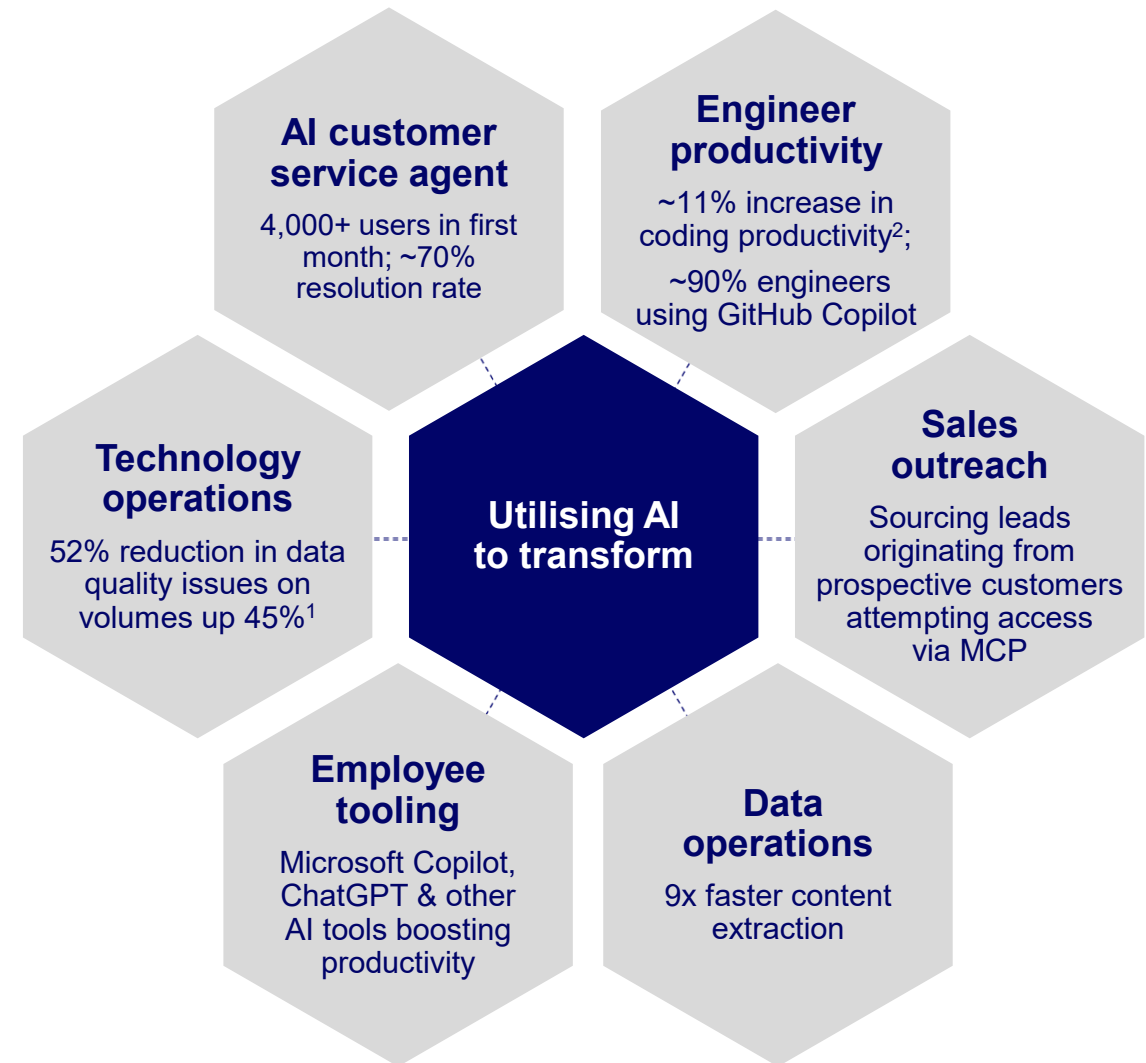 AI customer
service agent
4,000+ users in first
month; ~70%
resolution rate
Engineer
productivity
~11% increase in
coding productivity²;
~90% engineers
using GitHub Copilot
Technology
operations
52% reduction in data
quality issues on
volumes up 45%¹
Utilising AI
to transform
Sales
outreach
Sourcing leads
originating from
prospective customers
attempting access
via MCP
Employee
tooling
Microsoft Copilot,
ChatGPT & other
AI tools boosting
productivity
Data
operations
9x faster content
extraction